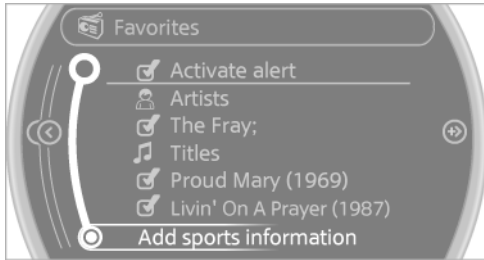 Favorites
Activate alert
Artists
The Fray;
Titles
Proud Mary (1969)
Livin' On A Prayer (1987)
Add sports information